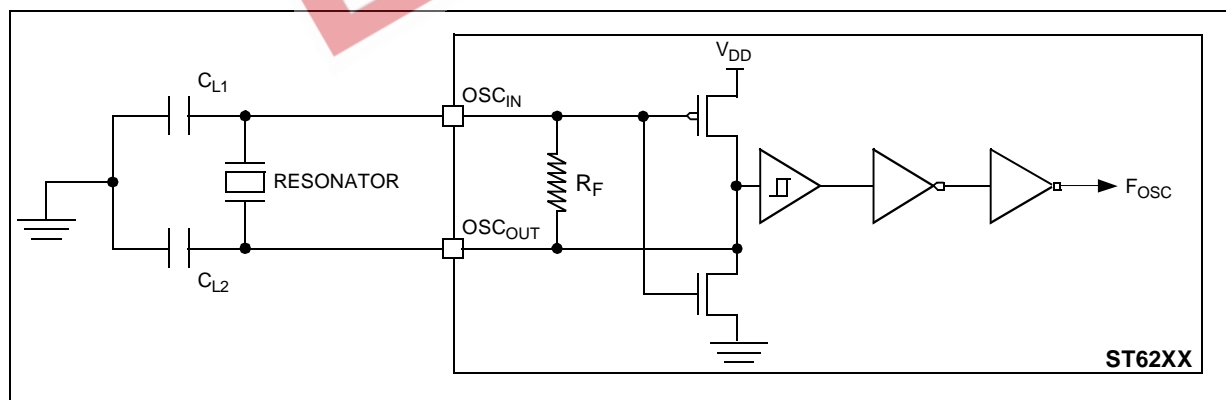 V_DD
C_L1
OSC_IN
RESONATOR
R_F
F_OSC
OSC_OUT
C_L2
ST62XX